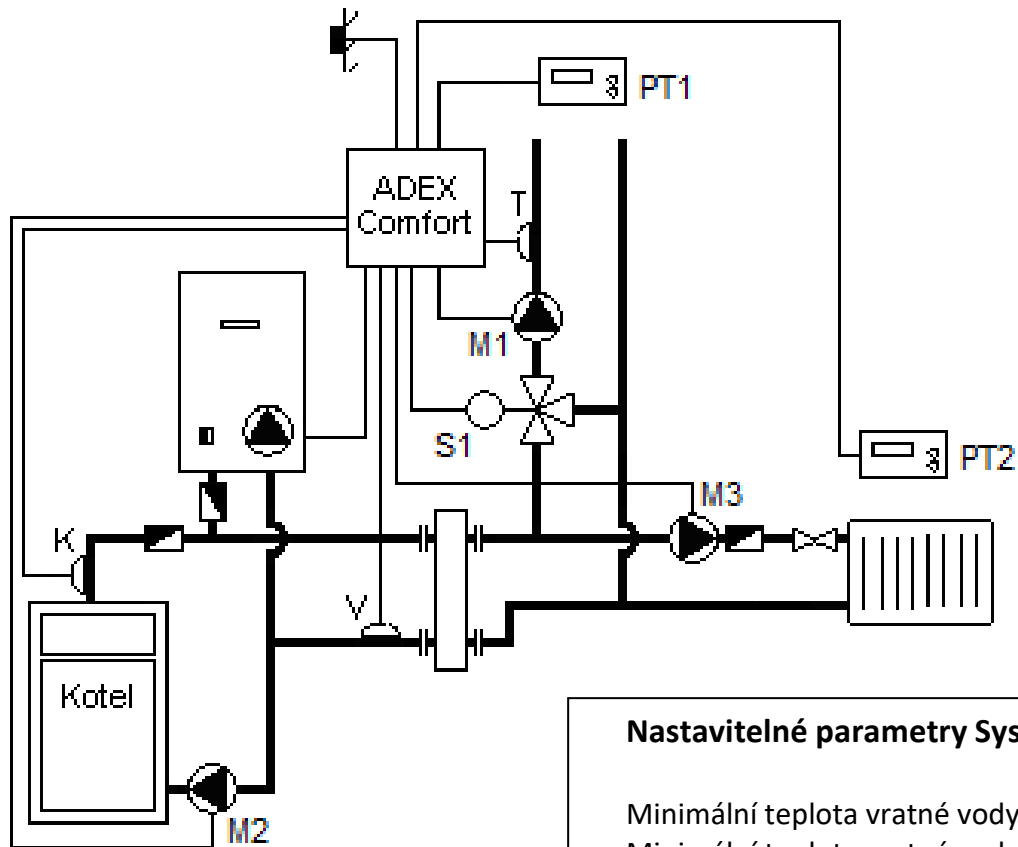 PT1
ADEX
Comfort
T
M1
S1
PT2
M3
K
V
Kotel
M2
Nastavitelné parametry Sys
Minimální teplota vratné vody